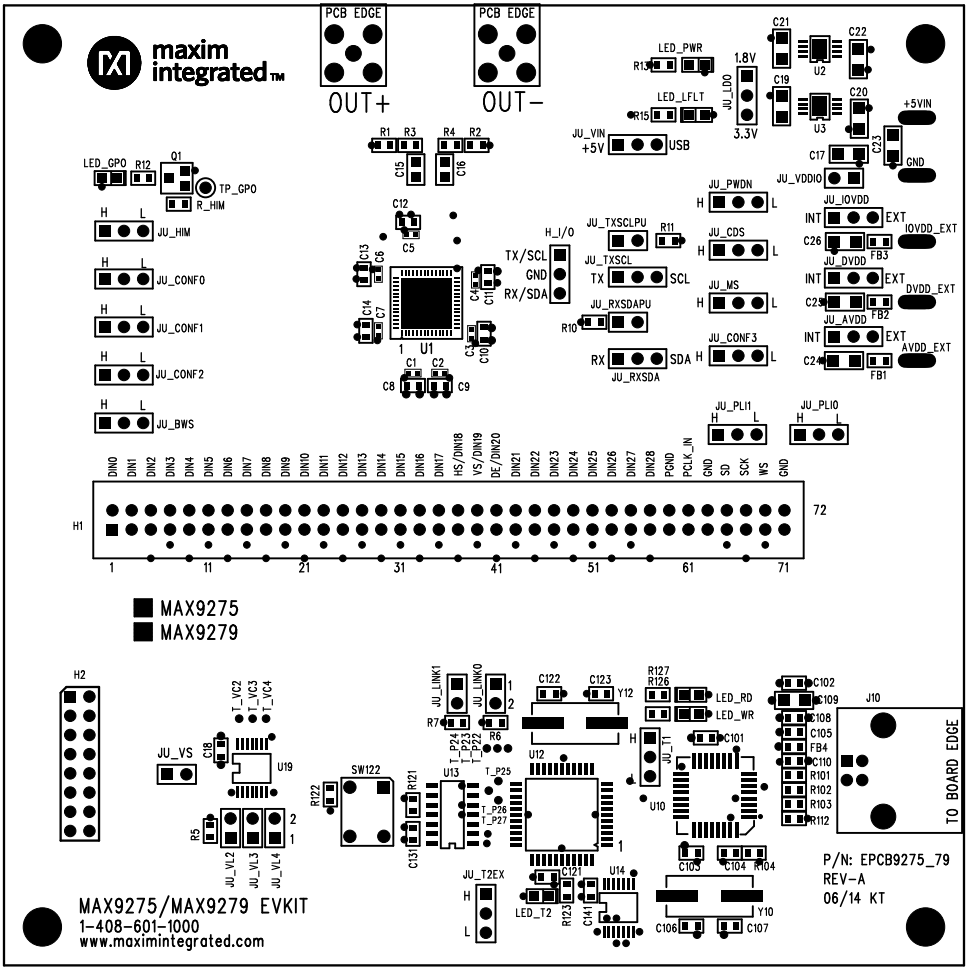 PCB EDGE
PCB EDGE
maxim
integrated™
OUT+
OUT-
LED_PWR
R13
LED_LFLT
R15
1.8V
JU_LDO
3.3V
C21
U2
C22
C19
U3
C20
+5VIN
JU_VIN
+5V
USB
C17
C23
GND
JU_VDDIO
R1
R3
R4
R2
C15
C16
LED_GPO
R12
Q1
TP_GPO
R_HIM
H
L
JU_HIM
C12
C5
JU_PWDN
H
L
JU_IOVDD
INT
EXT
IOVDD_EXT
C26
FB3
H_I/O
TX/SCL
GND
RX/SDA
JU_TXSCLPU
R11
JU_CDS
H
L
JU_TXSCL
TX
SCL
H
L
JU_CONF0
C13
C6
C4
C11
JU_DVDD
INT
EXT
DVDD_EXT
C25
FB2
JU_MS
H
L
H
L
JU_CONF1
C14
C7
1
U1
C3
C10
JU_RXSDAPU
R10
JU_AVDD
INT
EXT
AVDD_EXT
C24
FB1
JU_CONF3
H
L
RX
SDA
JU_RXSDA
H
L
JU_CONF2
C1
C2
C8
C9
H
L
JU_BWS
JU_PLI1
H
L
JU_PLI0
H
L
DIN0
DIN1
DIN2
DIN3
DIN4
DIN5
DIN6
DIN7
DIN8
DIN9
DIN10
DIN11
DIN12
DIN13
DIN14
DIN15
DIN16
DIN17
HS/DIN18
VS/DIN19
DE/DIN20
DIN21
DIN22
DIN23
DIN24
DIN25
DIN26
DIN27
DIN28
PGND
PCLK_IN
GND
SD
SCK
WS
GND
H1
72
1
11
21
31
41
51
61
71
MAX9275
MAX9279
H2
T_VC2
T_VC3
T_VC4
C18
U19
JU_VS
R5
2
1
JU_VL2
JU_VL3
JU_VL4
JU_LINK1
JU_LINK0
1
2
R7
R6
T_P24
T_P23
T_P22
C122
C123
Y12
R127
R126
LED_RD
LED_WR
C102
C109
C108
C105
FB4
C110
R101
R102
R103
R112
J10
TO BOARD EDGE
H
JU_T1
L
C101
U10
SW122
R122
R121
C131
U13
T_P25
T_P26
T_P27
U12
1
C103
C104
R104
JU_T2EX
H
L
LED_T2
C121
R123
C141
U14
C106
Y10
C107
P/N: EPCB9275_79
REV-A
06/14 KT
MAX9275/MAX9279 EVKIT
1-408-601-1000
www.maximintegrated.com